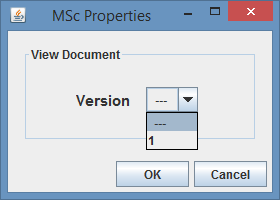 MSc Properties
View Document
Version ---
---
1
OK Cancel